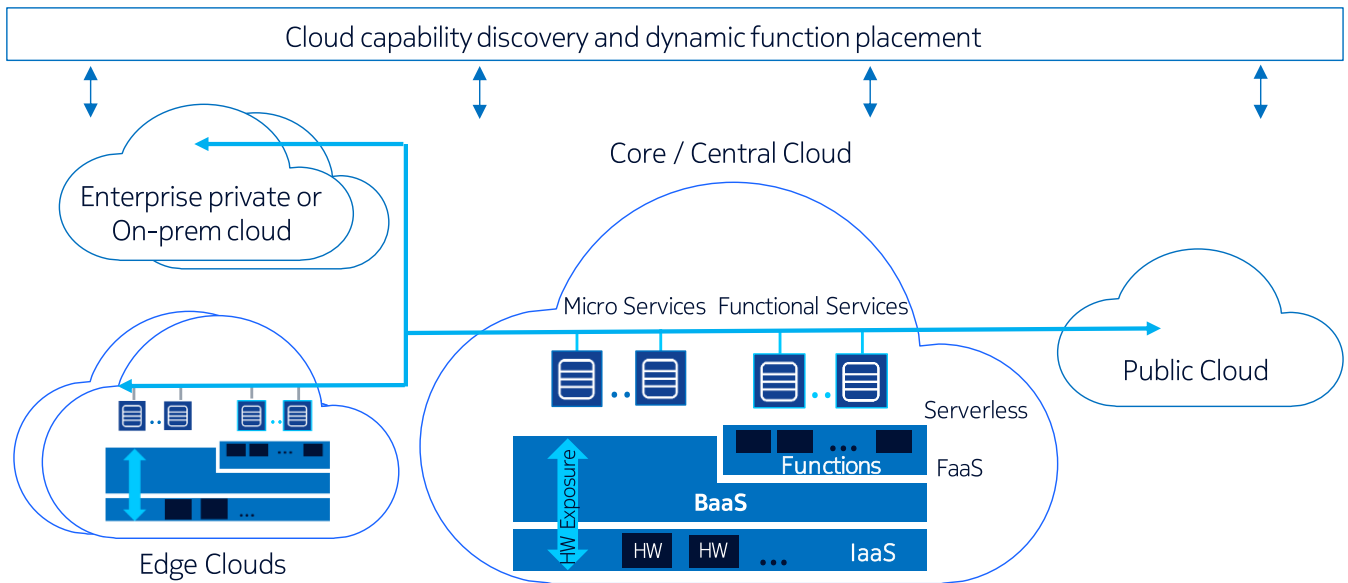 Cloud capability discovery and dynamic function placement
Core / Central Cloud
Enterprise private or
On-prem cloud
Micro Services
Functional Services
Public Cloud
Serverless
Functions
FaaS
HW Exposure
BaaS
HW
HW
IaaS
Edge Clouds